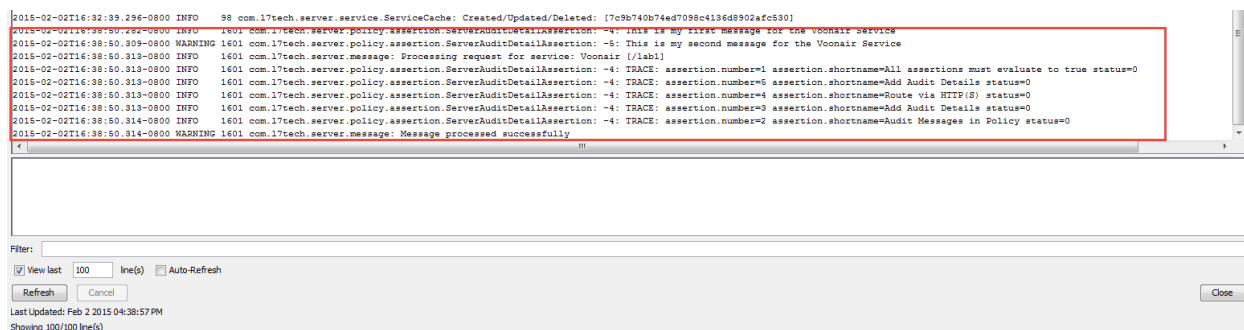 2015-02-02T16:32:39.296-0800 INFO 98 com.l7tech.server.service.ServiceCache: Created/Updated/Deleted: [7c9b740b74ed7098c4136d8902afc530]
2015-02-02T16:38:50.282-0800 INFO 1601 com.l7tech.server.policy.assertion.ServerAuditDetailAssertion: -4: This is my first message for the Voonair Service
2015-02-02T16:38:50.309-0800 WARNING 1601 com.l7tech.server.policy.assertion.ServerAuditDetailAssertion: -5: This is my second message for the Voonair Service
2015-02-02T16:38:50.313-0800 INFO 1601 com.l7tech.server.message: Processing request for service: Voonair [/lab1]
2015-02-02T16:38:50.313-0800 INFO 1601 com.l7tech.server.policy.assertion.ServerAuditDetailAssertion: -4: TRACE: assertion.number=1 assertion.shortname=All assertions must evaluate to true status=0
2015-02-02T16:38:50.313-0800 INFO 1601 com.l7tech.server.policy.assertion.ServerAuditDetailAssertion: -4: TRACE: assertion.number=5 assertion.shortname=Add Audit Details status=0
2015-02-02T16:38:50.313-0800 INFO 1601 com.l7tech.server.policy.assertion.ServerAuditDetailAssertion: -4: TRACE: assertion.number=4 assertion.shortname=Route via HTTP(S) status=0
2015-02-02T16:38:50.313-0800 INFO 1601 com.l7tech.server.policy.assertion.ServerAuditDetailAssertion: -4: TRACE: assertion.number=3 assertion.shortname=Add Audit Details status=0
2015-02-02T16:38:50.314-0800 INFO 1601 com.l7tech.server.policy.assertion.ServerAuditDetailAssertion: -4: TRACE: assertion.number=2 assertion.shortname=Audit Messages in Policy status=0
2015-02-02T16:38:50.314-0800 WARNING 1601 com.l7tech.server.message: Message processed successfully
Filter:
View last 100 line(s) Auto-Refresh
Refresh Cancel Close
Last Updated: Feb 2 2015 04:38:57 PM
Showing 100/100 line(s)